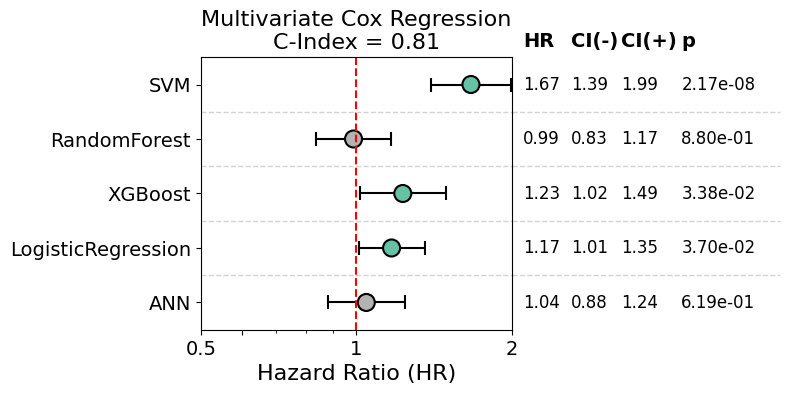 Multivariate Cox Regression
C-Index = 0.81
HR CI(-) CI(+) p
SVM 1.67 1.39 1.99 2.17e-08
RandomForest 0.99 0.83 1.17 8.80e-01
XGBoost 1.23 1.02 1.49 3.38e-02
LogisticRegression 1.17 1.01 1.35 3.70e-02
ANN 1.04 0.88 1.24 6.19e-01
0.5 1 2
Hazard Ratio (HR)